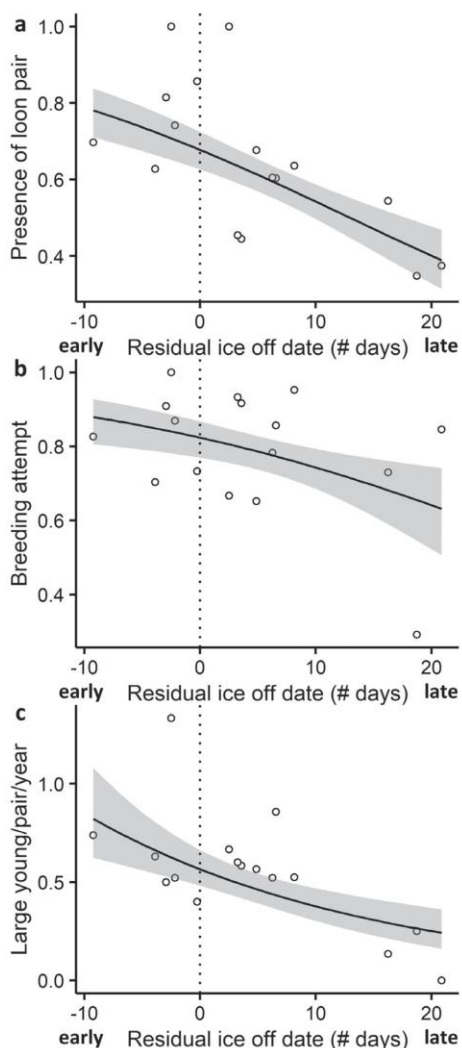 a
Presence of loon pair
1.0
0.8
0.6
0.4
-10 0 10 20
early Residual ice off date (# days) late
b
Breeding attempt
1.0
0.8
0.6
0.4
-10 0 10 20
early Residual ice off date (# days) late
c
Large young/pair/year
1.0
0.5
0.0
-10 0 10 20
early Residual ice off date (# days) late